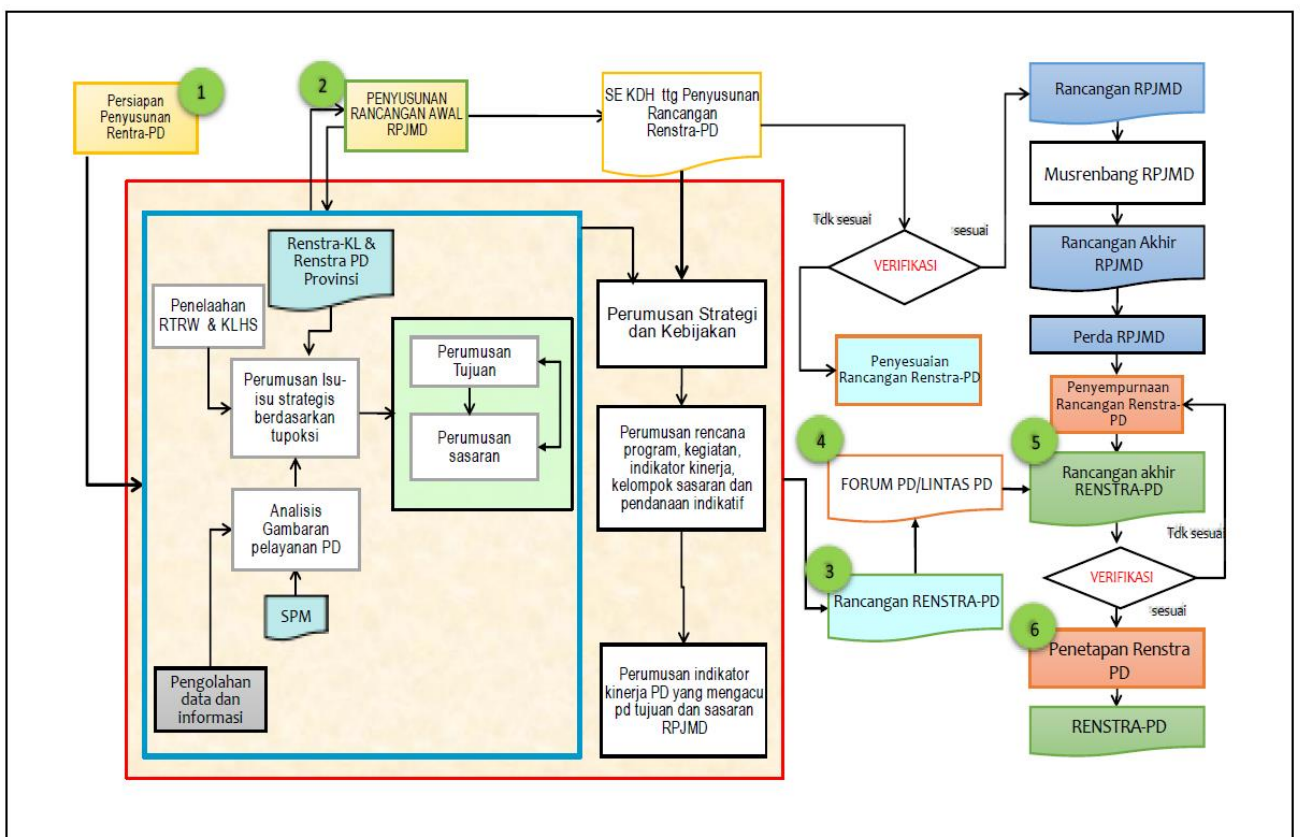 1
Persiapan
Penyusunan
Rentra-PD
2
PENYUSUNAN
RANCANGAN AWAL
RPJMD
SE KDH ttg Penyusunan
Rancangan
Renstra-PD
Rancangan RPJMD
Musrenbang RPJMD
Tdk sesuai
sesuai
VERIFIKASI
Rancangan Akhir
RPJMD
Renstra-KL &
Renstra PD
Provinsi
Penelaahan
RTRW & KLHS
Perumusan Strategi
dan Kebijakan
Perda RPJMD
Perumusan
Tujuan
Penyesuaian
Rancangan Renstra-PD
Perumusan Isu-
isu strategis
berdasarkan
tupoksi
Penyempurnaan
Rancangan Renstra-
PD
Perumusan
sasaran
Perumusan rencana
program, kegiatan,
indikator kinerja,
kelompok sasaran dan
pendanaan indikatif
4
FORUM PD/LINTAS PD
5
Rancangan akhir
RENSTRA-PD
Analisis
Gambaran
pelayanan PD
Tdk sesuai
3
Rancangan RENSTRA-PD
VERIFIKASI
sesuai
SPM
6
Penetapan Renstra
PD
Pengolahan
data dan
informasi
Perumusan indikator
kinerja PD yang mengacu
pd tujuan dan sasaran
RPJMD
RENSTRA-PD